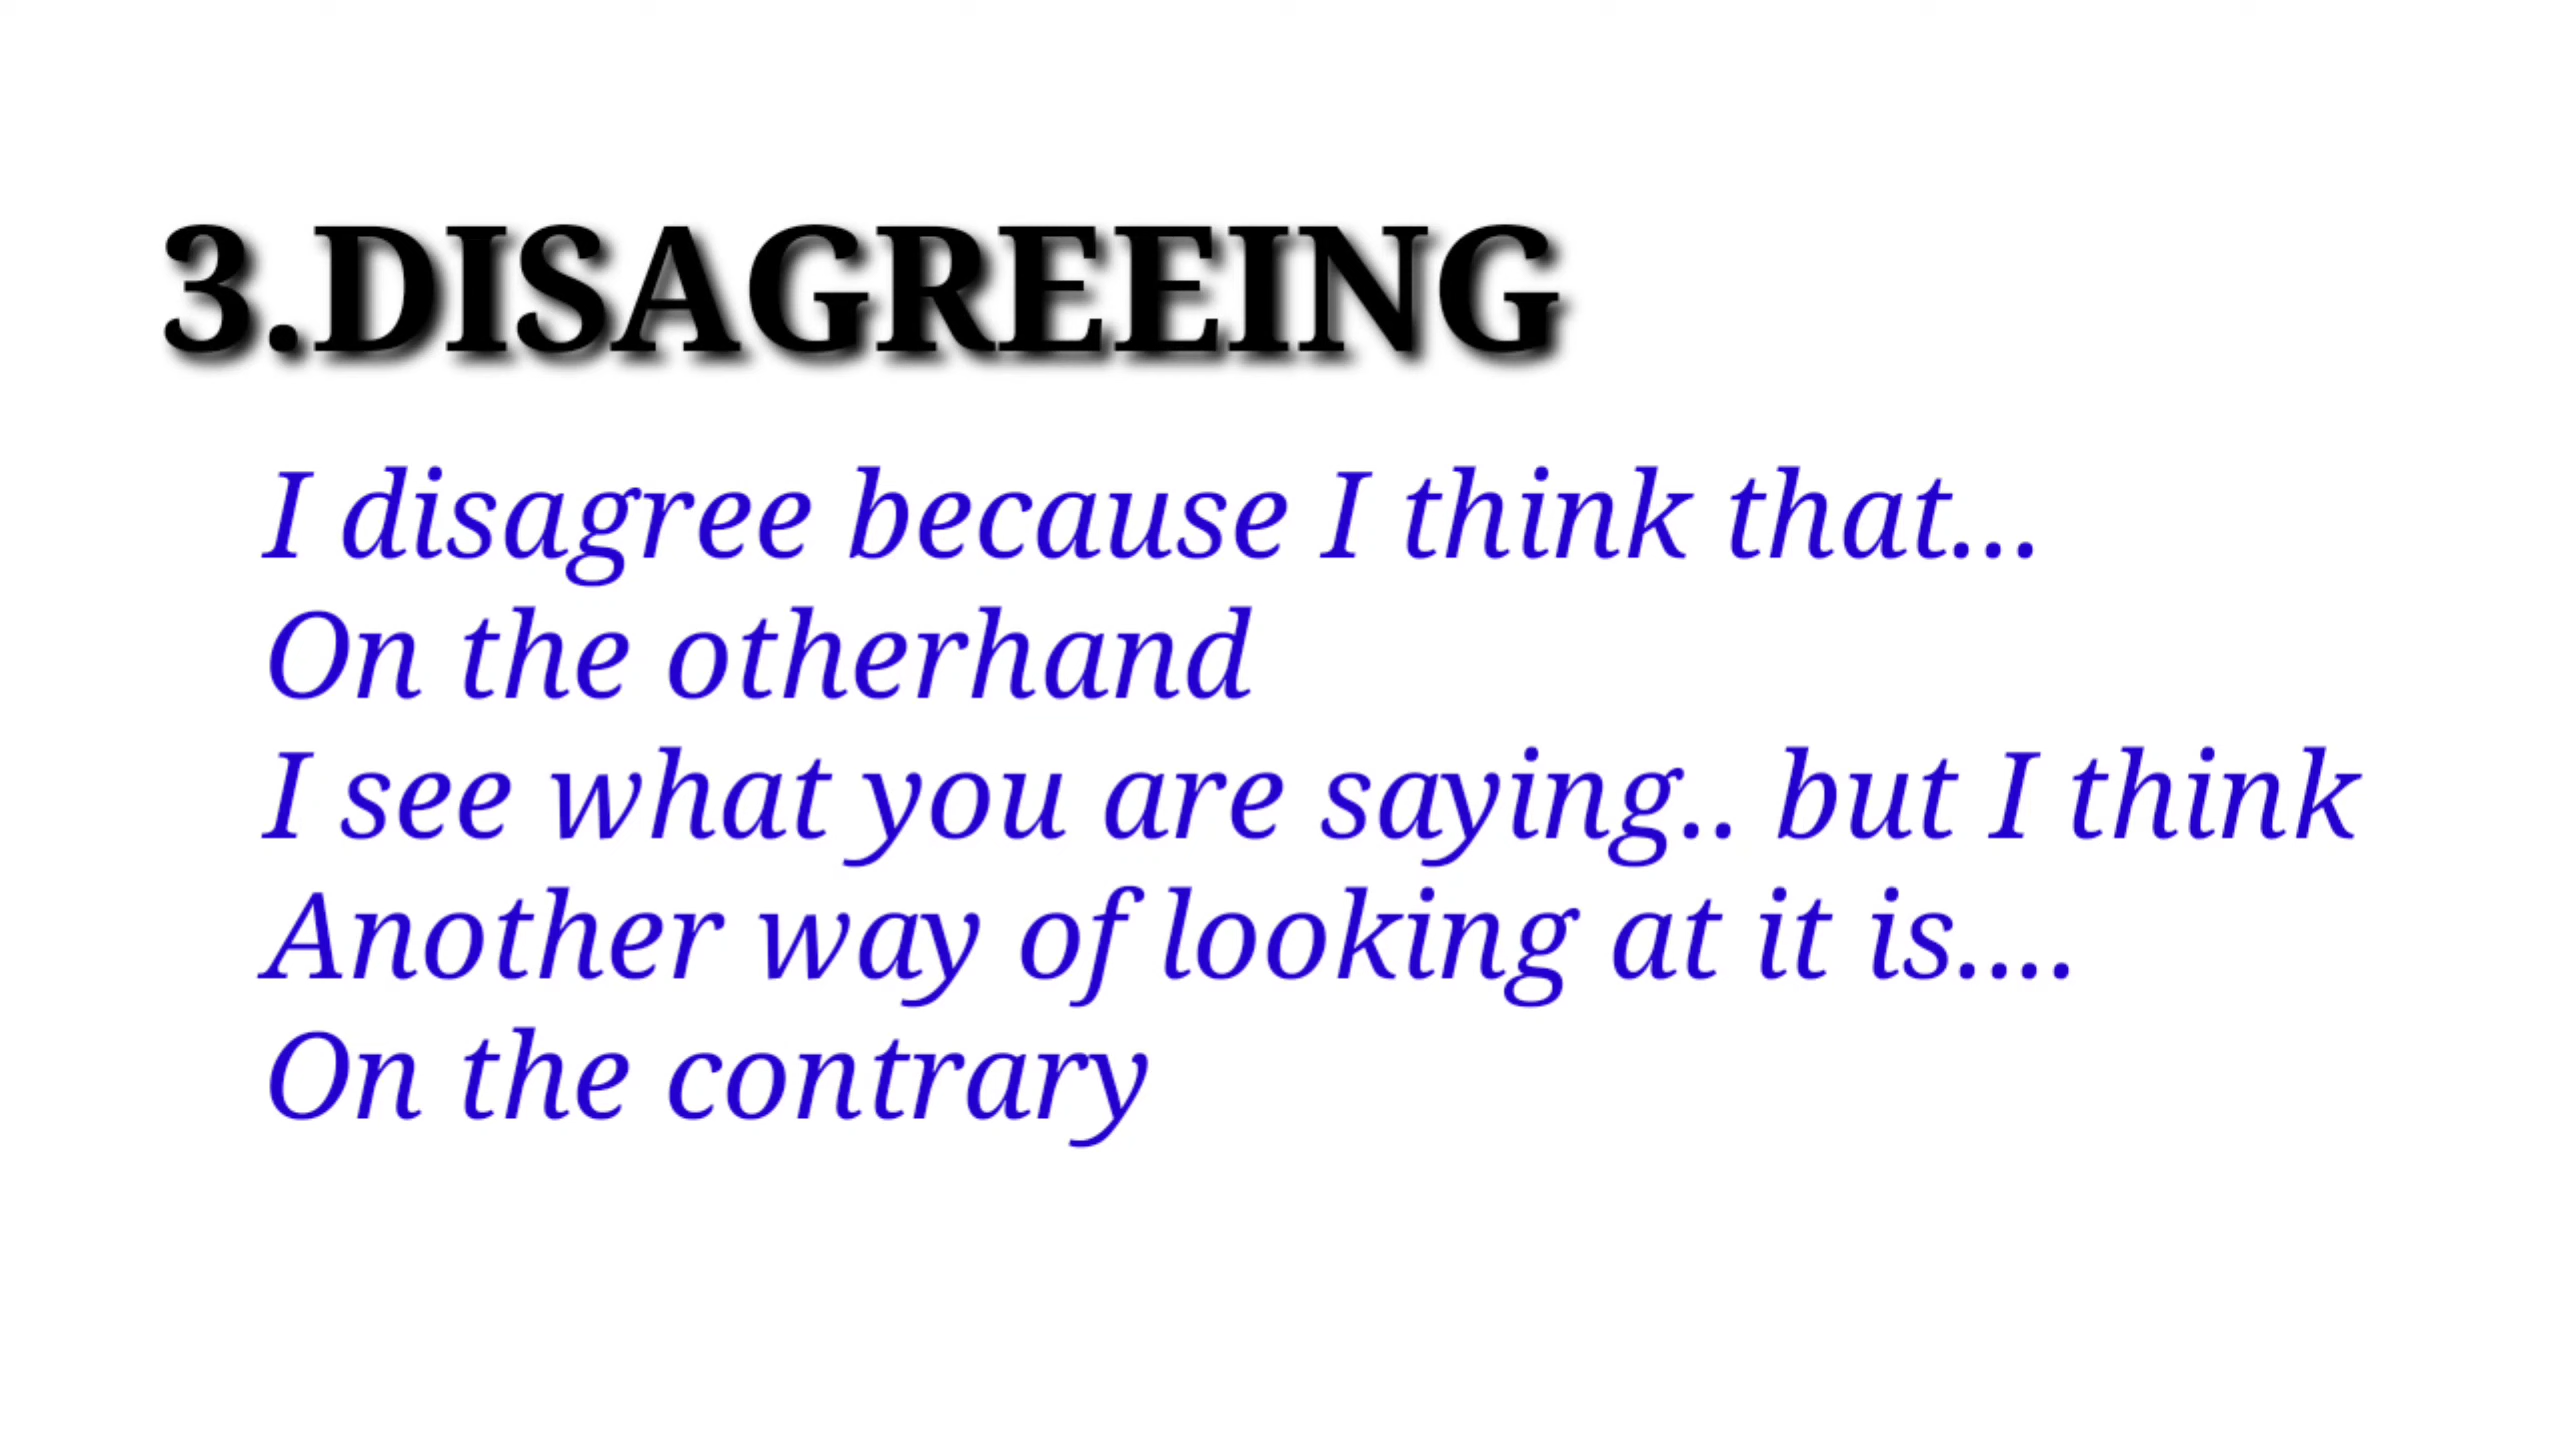 3.DISAGREEING
I disagree because I think that...
On the otherhand
I see what you are saying.. but I think
Another way of looking at it is....
On the contrary